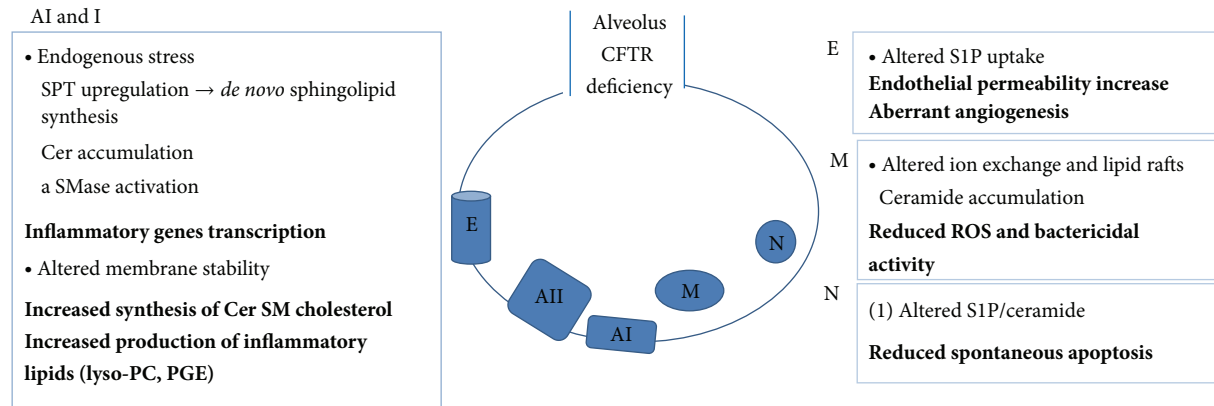 AI and I
• Endogenous stress
SPT upregulation → de novo sphingolipid
synthesis
Cer accumulation
a SMase activation
Inflammatory genes transcription
• Altered membrane stability
Increased synthesis of Cer SM cholesterol
Increased production of inflammatory
lipids (lyso-PC, PGE)
Alveolus
CFTR
deficiency
E
AII
AI
M
N
E
• Altered S1P uptake
Endothelial permeability increase
Aberrant angiogenesis
M
• Altered ion exchange and lipid rafts
Ceramide accumulation
Reduced ROS and bactericidal
activity
N
(1) Altered S1P/ceramide
Reduced spontaneous apoptosis